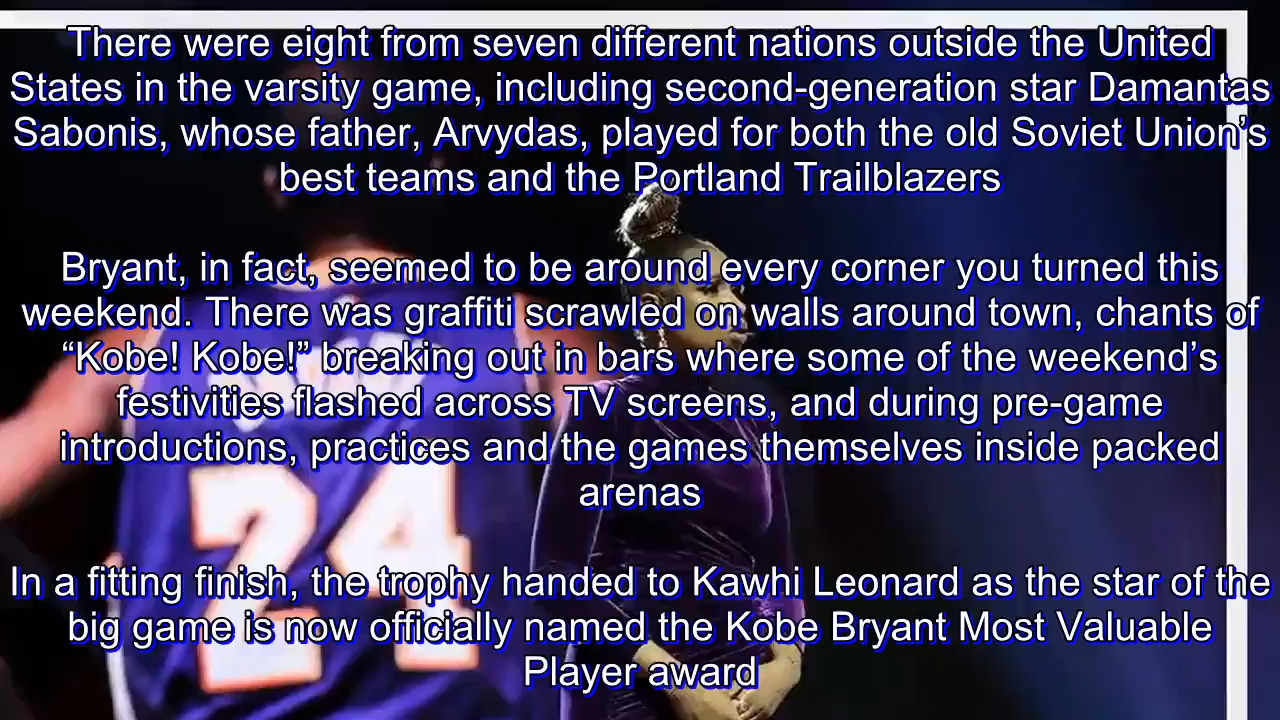 There were eight from seven different nations outside the United
States in the varsity game, including second-generation star Damantas
Sabonis, whose father, Arvydas, played for both the old Soviet Union’s
best teams and the Portland Trailblazers
Bryant, in fact, seemed to be around every corner you turned this
weekend. There was graffiti scrawled on walls around town, chants of
“Kobe! Kobe!” breaking out in bars where some of the weekend’s
festivities flashed across TV screens, and during pre-game
introductions, practices and the games themselves inside packed
arenas
In a fitting finish, the trophy handed to Kawhi Leonard as the star of the
big game is now officially named the Kobe Bryant Most Valuable
Player award
24